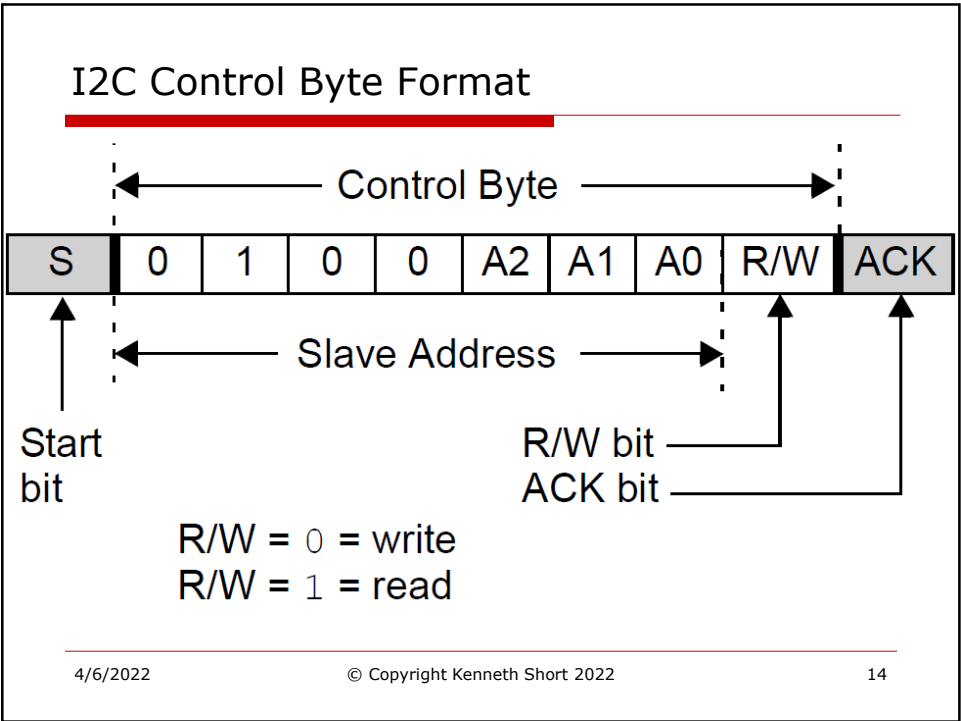 I2C Control Byte Format
Control Byte
S 0 1 0 0 A2 A1 A0 R/W ACK
Slave Address
Start
bit
R/W bit
ACK bit
R/W = 0 = write
R/W = 1 = read
4/6/2022 © Copyright Kenneth Short 2022 14